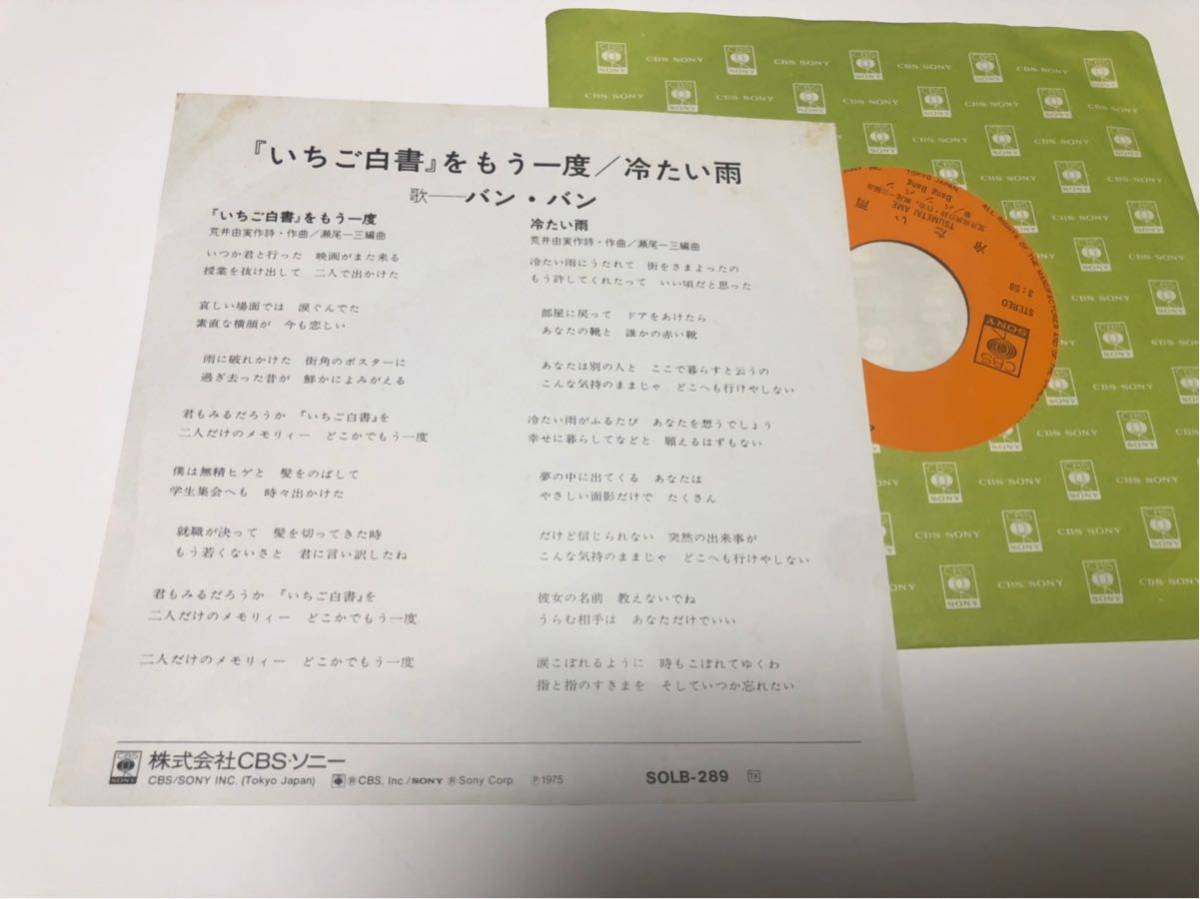 『いちご白書』をもう一度／冷たい雨
歌──バン・バン
『いちご白書』をもう一度
荒井由実作詩・作曲／瀬尾一三編曲
いつか君と行った 映画がまた来る
授業を抜け出して 二人で出かけた
哀しい場面では 涙ぐんでた
素直な横顔が 今も恋しい
雨に破れかけた 街角のポスターに
過ぎ去った昔が 鮮かによみがえる
君もみるだろうか 『いちご白書』を
二人だけのメモリィー どこかでもう一度
僕は無精ヒゲと 髪をのばして
学生集会へも 時々出かけた
就職が決って 髪を切ってきた時
もう若くないさと 君に言い訳したね
君もみるだろうか 『いちご白書』を
二人だけのメモリィー どこかでもう一度
二人だけのメモリィー どこかでもう一度
冷たい雨
荒井由実作詩・作曲／瀬尾一三編曲
冷たい雨にうたれて 街をさまよったの
もう許してくれたって いい頃だと思った
部屋に戻って ドアをあけたら
あなたの靴と 誰かの赤い靴
あなたは別の人と ここで暮らすと云うの
こんな気持のままじゃ どこへも行けやしない
冷たい雨がふるたび あなたを想うでしょう
幸せに暮らしてなどと 願えるはずもない
夢の中に出てくる あなたは
やさしい面影だけで たくさん
だけど信じられない 突然の出来事が
こんな気持のままじゃ どこへも行けやしない
彼女の名前 教えないでね
うらむ相手は あなただけでいい
涙こぼれるように 時もこぼれてゆくわ
指と指のすきまを そしていつか忘れたい
CBS
SONY
株式会社CBS・ソニー
CBS/SONY INC. (Tokyo Japan)
Ⓡ CBS, Inc./SONY Ⓡ Sony Corp. Ⓟ 1975
SOLB-289
冷たい雨
TSUMETAI AME
バン・バン
Bang Bang
STEREO
3:50
CBS
SONY
CBS/SONY